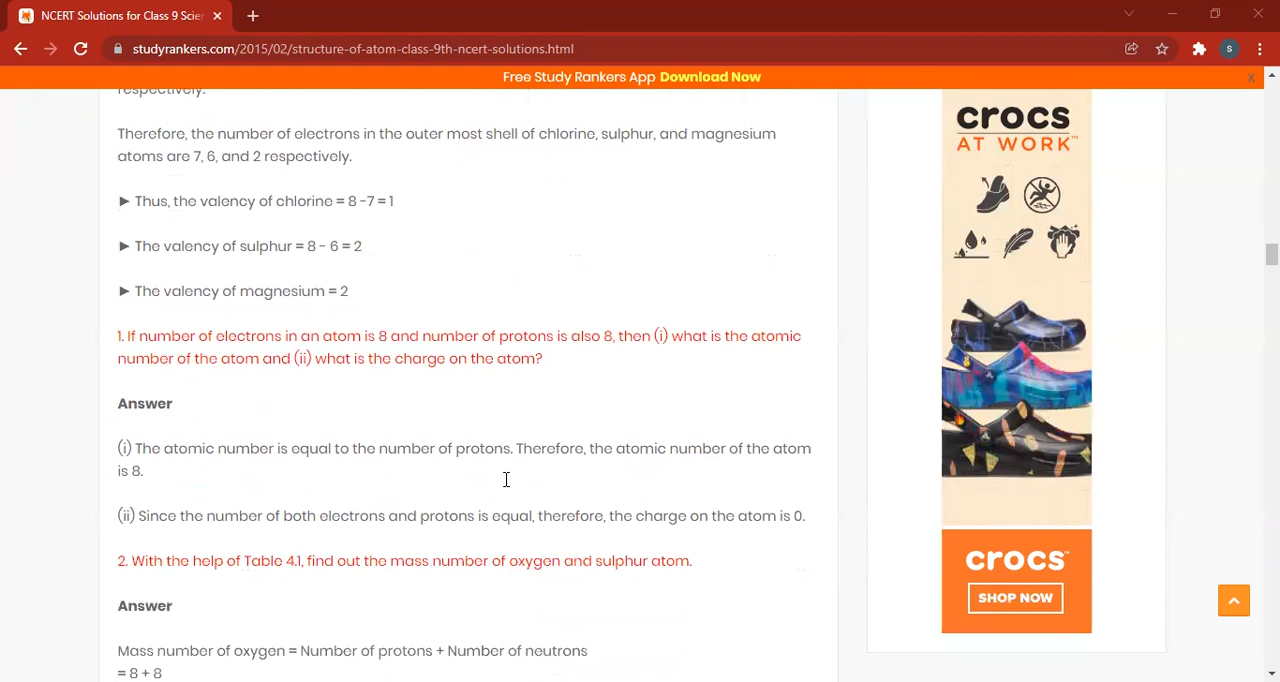 NCERT Solutions for Class 9 Scier
studyrankers.com/2015/02/structure-of-atom-class-9th-ncert-solutions.html
S
Free Study Rankers App Download Now
X
respectively.
Therefore, the number of electrons in the outer most shell of chlorine, sulphur, and magnesium
atoms are 7, 6, and 2 respectively.
► Thus, the valency of chlorine = 8 -7 = 1
► The valency of sulphur = 8 - 6 = 2
► The valency of magnesium = 2
1. If number of electrons in an atom is 8 and number of protons is also 8, then (i) what is the atomic
number of the atom and (ii) what is the charge on the atom?
Answer
(i) The atomic number is equal to the number of protons. Therefore, the atomic number of the atom
is 8.
(ii) Since the number of both electrons and protons is equal, therefore, the charge on the atom is 0.
2. With the help of Table 4.1, find out the mass number of oxygen and sulphur atom.
Answer
Mass number of oxygen = Number of protons + Number of neutrons
= 8 + 8
crocs
AT WORK™
crocs™
SHOP NOW